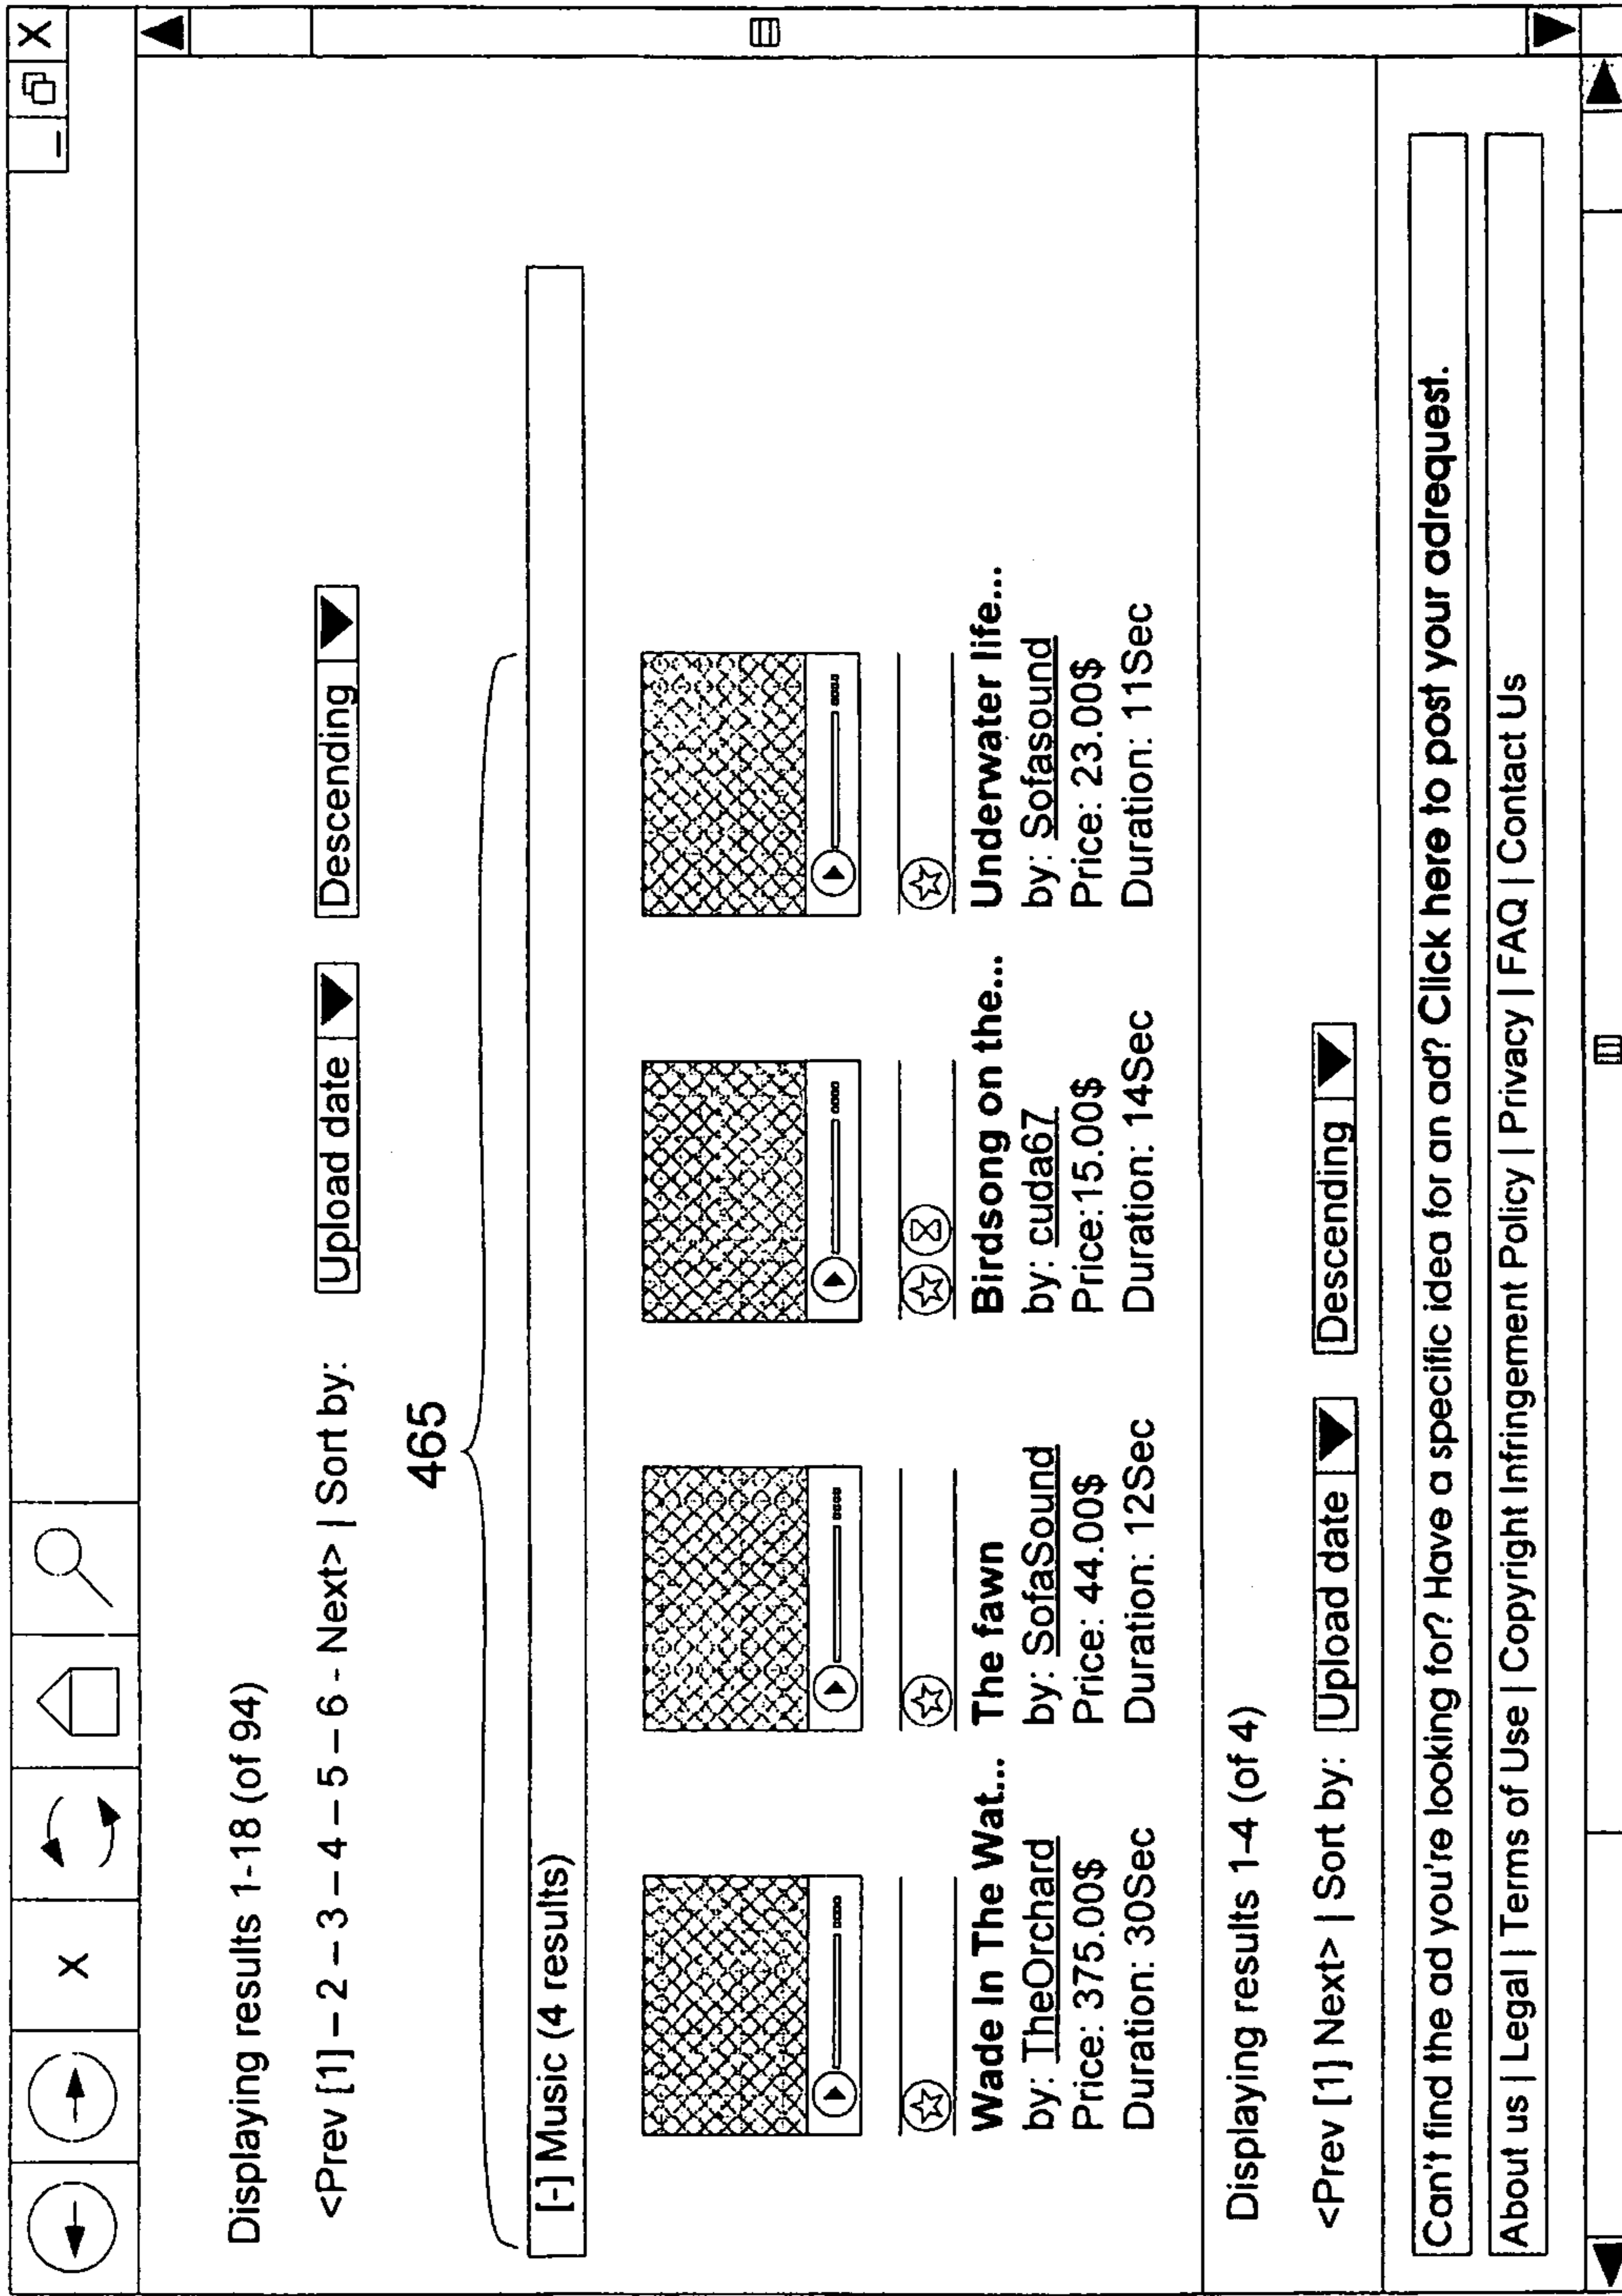 X
Displaying results 1-18 (of 94)
<Prev [1] – 2 – 3 – 4 – 5 – 6 - Next> | Sort by: Upload date Descending
465
[-] Music (4 results)
Wade In The Wat...
by: TheOrchard
Price: 375.00$
Duration: 30Sec
The fawn
by: SofaSound
Price: 44.00$
Duration: 12Sec
Birdsong on the...
by: cuda67
Price:15.00$
Duration: 14Sec
Underwater life...
by: Sofasound
Price: 23.00$
Duration: 11Sec
Displaying results 1-4 (of 4)
<Prev [1] Next> | Sort by: Upload date Descending
Can't find the ad you're looking for? Have a specific idea for an ad? Click here to post your adrequest.
About us | Legal | Terms of Use | Copyright Infringement Policy | Privacy | FAQ | Contact Us